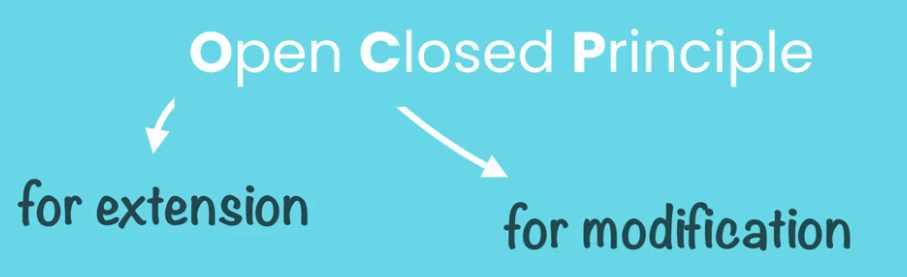 Open Closed Principle
for extension
for modification